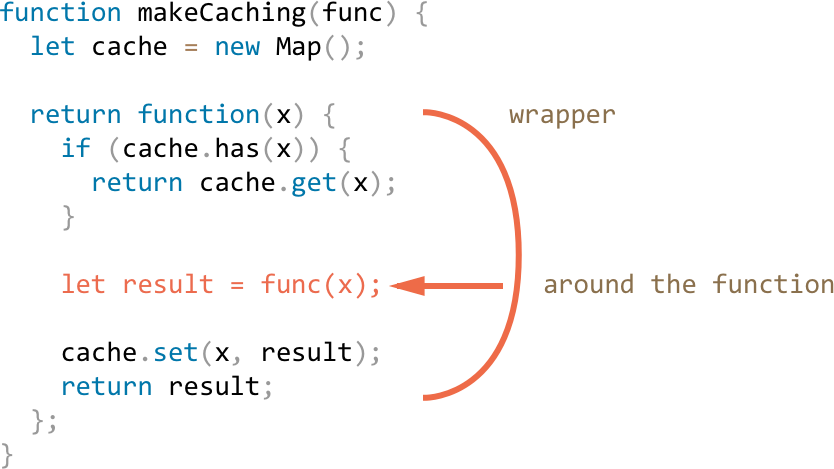 function makeCaching(func) {
  let cache = new Map();

  return function(x) {          wrapper
    if (cache.has(x)) {
      return cache.get(x);
    }

    let result = func(x);       around the function

    cache.set(x, result);
    return result;
  };
}